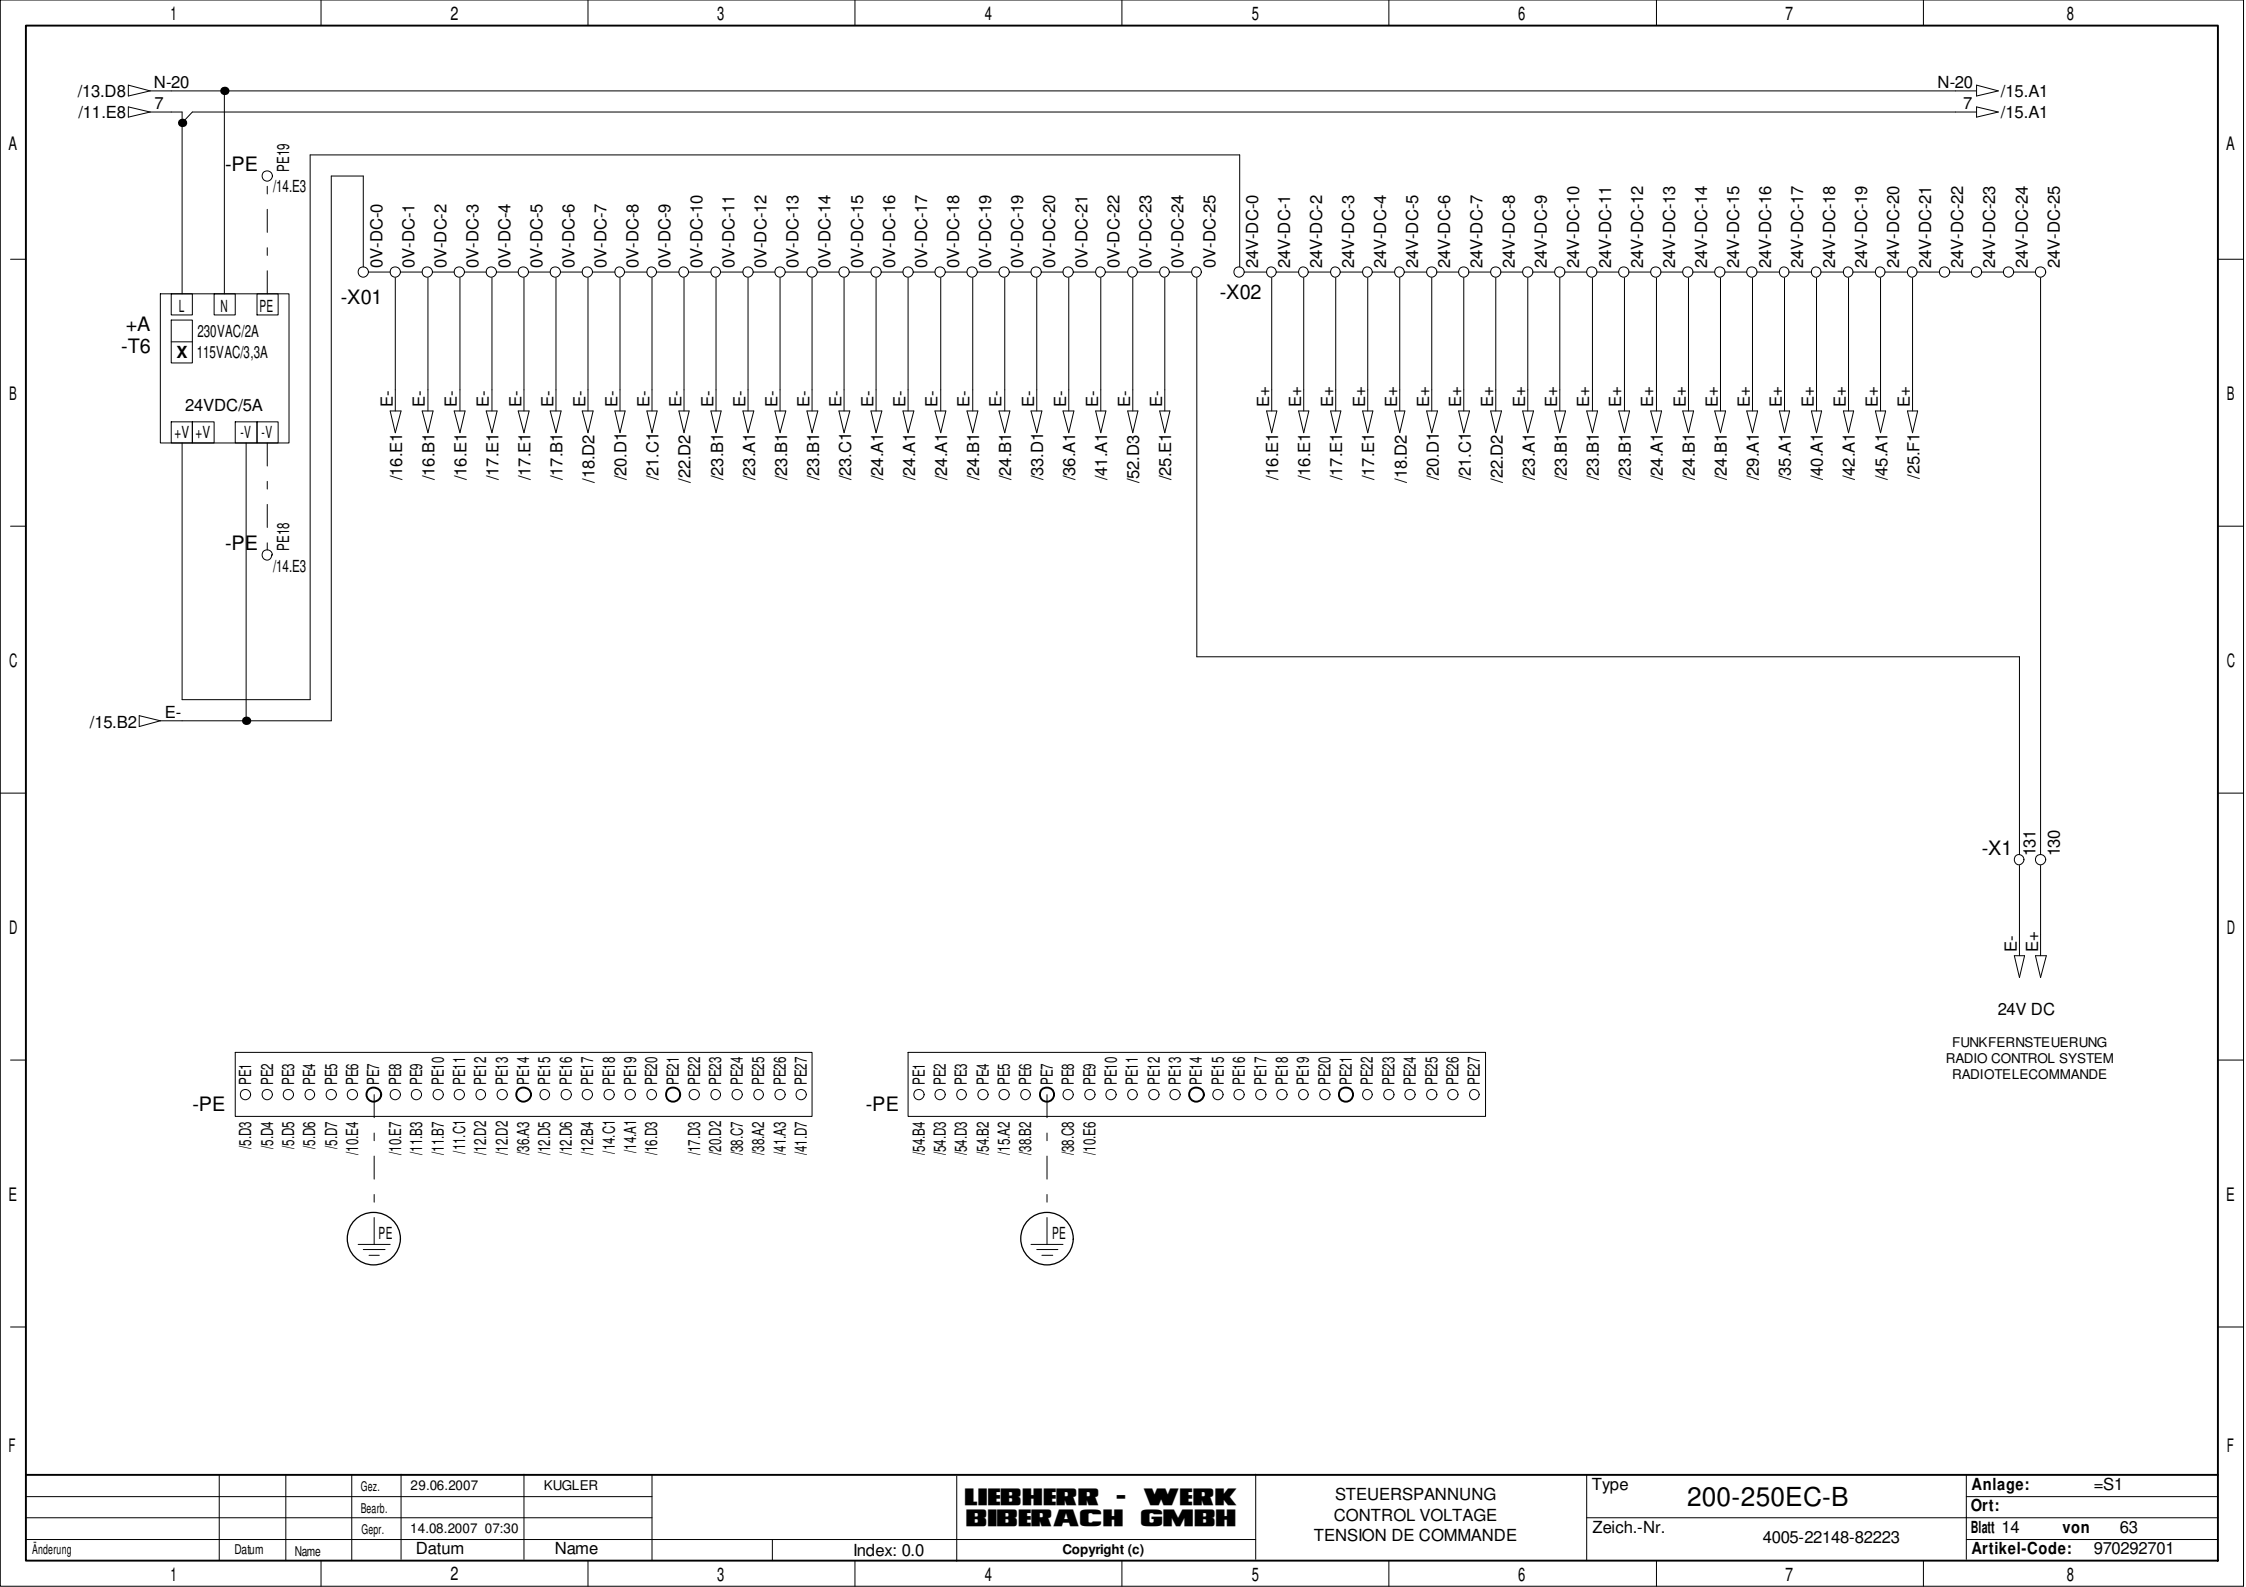 1 2 3 4 5 6 7 8
/13.D8 N-20 N-20 /15.A1
/11.E8 7 7 /15.A1
A A
-PE PE19
/14.E3
0V-DC-0 0V-DC-1 0V-DC-2 0V-DC-3 0V-DC-4 0V-DC-5 0V-DC-6 0V-DC-7 0V-DC-8 0V-DC-9 0V-DC-10 0V-DC-11 0V-DC-12 0V-DC-13 0V-DC-14 0V-DC-15 0V-DC-16 0V-DC-17 0V-DC-18 0V-DC-19 0V-DC-19 0V-DC-20 0V-DC-21 0V-DC-22 0V-DC-23 0V-DC-24 0V-DC-25
24V-DC-0 24V-DC-1 24V-DC-2 24V-DC-3 24V-DC-4 24V-DC-5 24V-DC-6 24V-DC-7 24V-DC-8 24V-DC-9 24V-DC-10 24V-DC-11 24V-DC-12 24V-DC-13 24V-DC-14 24V-DC-15 24V-DC-16 24V-DC-17 24V-DC-18 24V-DC-19 24V-DC-20 24V-DC-21 24V-DC-22 24V-DC-23 24V-DC-24 24V-DC-25
-X01 -X02
L N PE
+A
-T6
230VAC/2A
X 115VAC/3,3A
24VDC/5A
+V +V -V -V
B B
E- E- E- E- E- E- E- E- E- E- E- E- E- E- E- E- E- E- E- E- E- E- E- E- E-
E+ E+ E+ E+ E+ E+ E+ E+ E+ E+ E+ E+ E+ E+ E+ E+ E+ E+ E+ E+ E+
/16.E1 /16.B1 /16.E1 /17.E1 /17.E1 /17.B1 /18.D2 /20.D1 /21.C1 /22.D2 /23.B1 /23.A1 /23.B1 /23.B1 /23.C1 /24.A1 /24.A1 /24.A1 /24.B1 /24.B1 /33.D1 /36.A1 /41.A1 /52.D3 /25.E1
/16.E1 /16.E1 /17.E1 /17.E1 /18.D2 /20.D1 /21.C1 /22.D2 /23.A1 /23.B1 /23.B1 /23.B1 /24.A1 /24.B1 /24.B1 /29.A1 /35.A1 /40.A1 /42.A1 /45.A1 /25.F1
-PE PE18
/14.E3
C C
/15.B2 E-
-X1 131 130
D D
E- E+
24V DC
FUNKFERNSTEUERUNG
RADIO CONTROL SYSTEM
RADIOTELECOMMANDE
-PE
PE1 PE2 PE3 PE4 PE5 PE6 PE7 PE8 PE9 PE10 PE11 PE12 PE13 PE14 PE15 PE16 PE17 PE18 PE19 PE20 PE21 PE22 PE23 PE24 PE25 PE26 PE27
/5.D3 /5.D4 /5.D5 /5.D6 /5.D7 /10.E4 /10.E7 /11.B3 /11.B7 /11.C1 /12.D2 /12.D2 /36.A3 /12.D5 /12.D6 /12.B4 /14.C1 /14.A1 /16.D3 /17.D3 /20.D2 /38.C7 /38.A2 /41.A3 /41.D7
PE
-PE
PE1 PE2 PE3 PE4 PE5 PE6 PE7 PE8 PE9 PE10 PE11 PE12 PE13 PE14 PE15 PE16 PE17 PE18 PE19 PE20 PE21 PE22 PE23 PE24 PE25 PE26 PE27
/54.B4 /54.D3 /54.D3 /54.B2 /15.A2 /38.B2 /38.C8 /10.E6
PE
E E
F F
Gez. 29.06.2007 KUGLER
Bearb.
Gepr. 14.08.2007 07:30
Änderung Datum Name Datum Name Index: 0.0
LIEBHERR - WERK
BIBERACH GMBH
Copyright (c)
STEUERSPANNUNG
CONTROL VOLTAGE
TENSION DE COMMANDE
Type 200-250EC-B
Zeich.-Nr. 4005-22148-82223
Anlage: =S1
Ort:
Blatt 14 von 63
Artikel-Code: 970292701
1 2 3 4 5 6 7 8